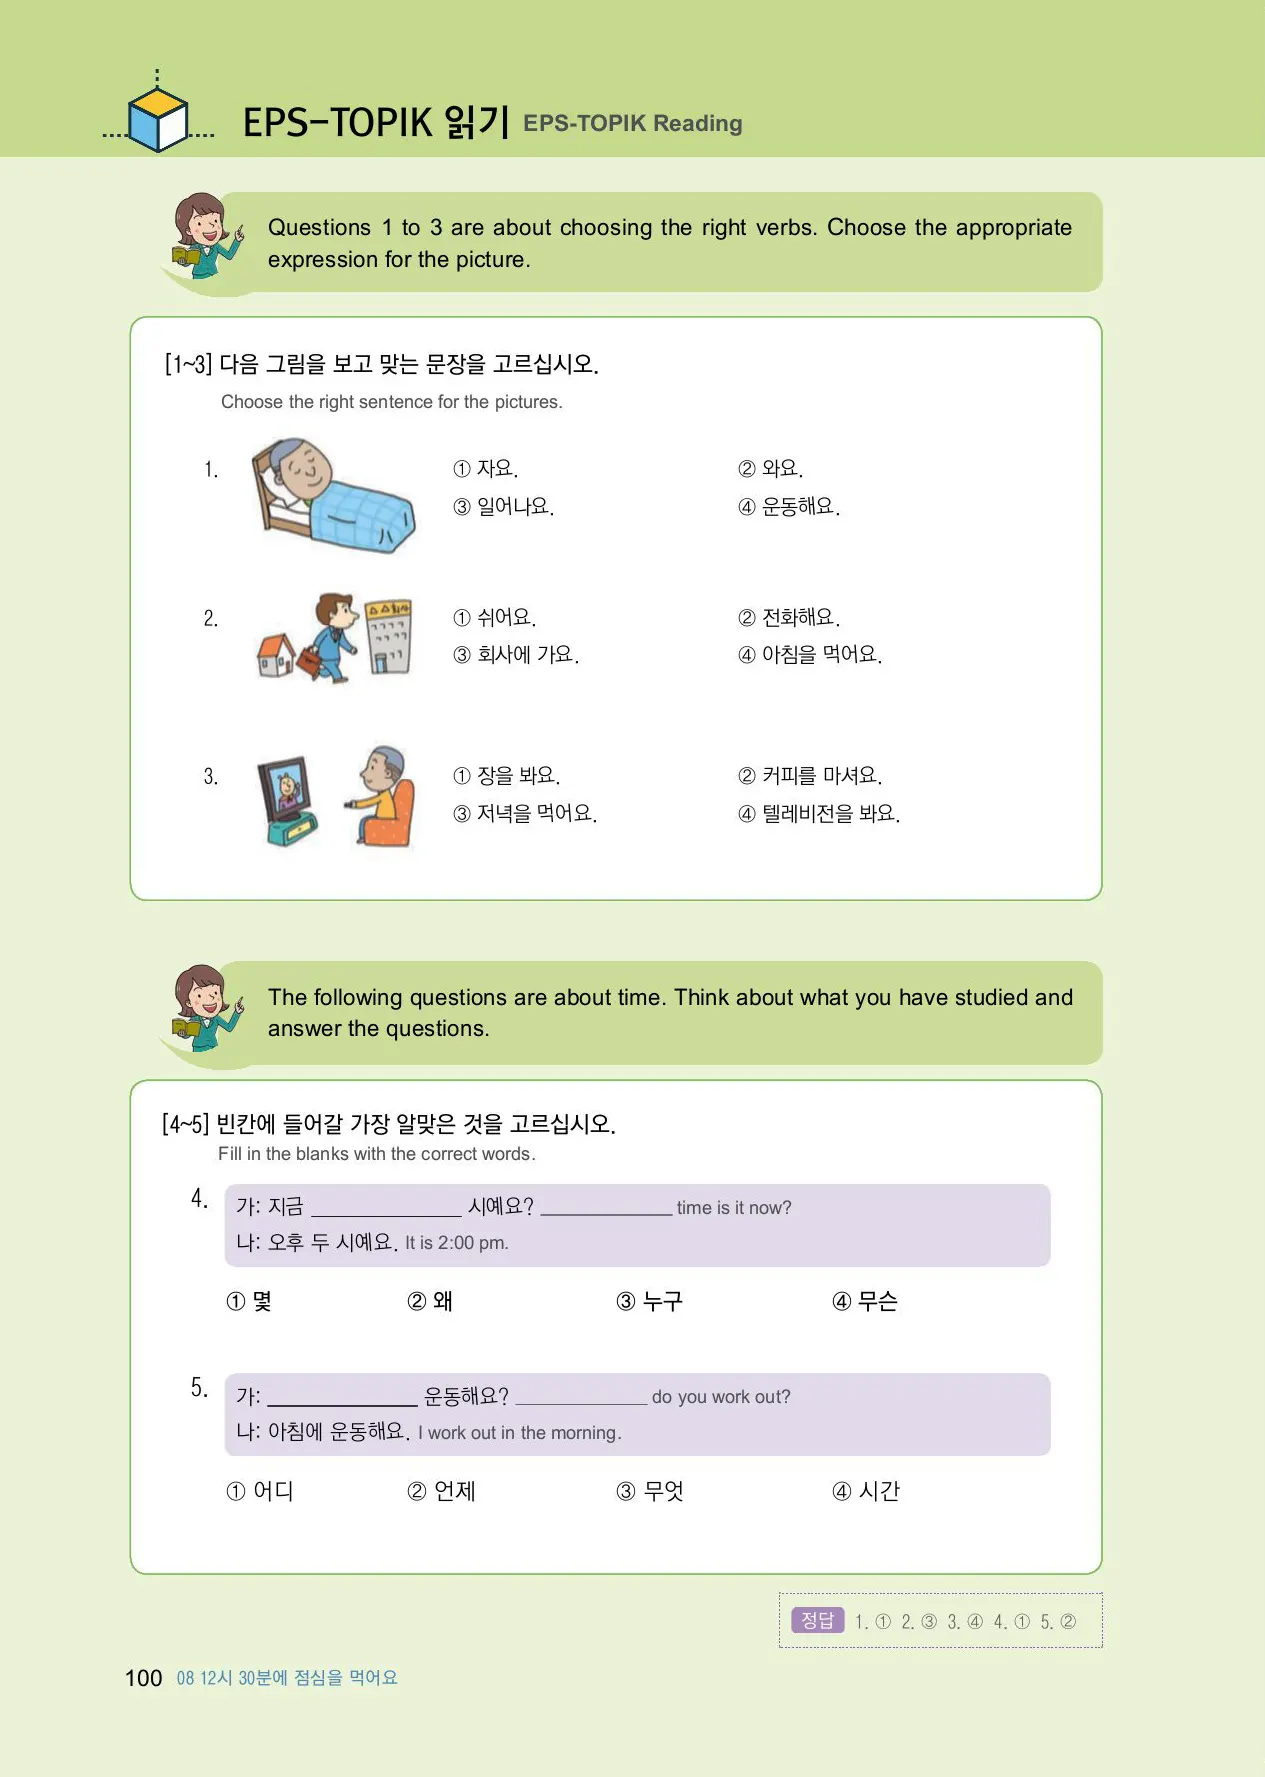 EPS-TOPIK 읽기 EPS-TOPIK Reading
Questions 1 to 3 are about choosing the right verbs. Choose the appropriate
expression for the picture.
[1~3] 다음 그림을 보고 맞는 문장을 고르십시오.
Choose the right sentence for the pictures.
1. ① 자요. ② 와요.
③ 일어나요. ④ 운동해요.
△△회사
2. ① 쉬어요. ② 전화해요.
③ 회사에 가요. ④ 아침을 먹어요.
3. ① 장을 봐요. ② 커피를 마셔요.
③ 저녁을 먹어요. ④ 텔레비전을 봐요.
The following questions are about time. Think about what you have studied and
answer the questions.
[4~5] 빈칸에 들어갈 가장 알맞은 것을 고르십시오.
Fill in the blanks with the correct words.
4. 가: 지금 ______________ 시예요? ______________ time is it now?
나: 오후 두 시예요. It is 2:00 pm.
① 몇 ② 왜 ③ 누구 ④ 무슨
5. 가: ______________ 운동해요? ______________ do you work out?
나: 아침에 운동해요. I work out in the morning.
① 어디 ② 언제 ③ 무엇 ④ 시간
정답 1. ① 2. ③ 3. ④ 4. ① 5. ②
100 08 12시 30분에 점심을 먹어요